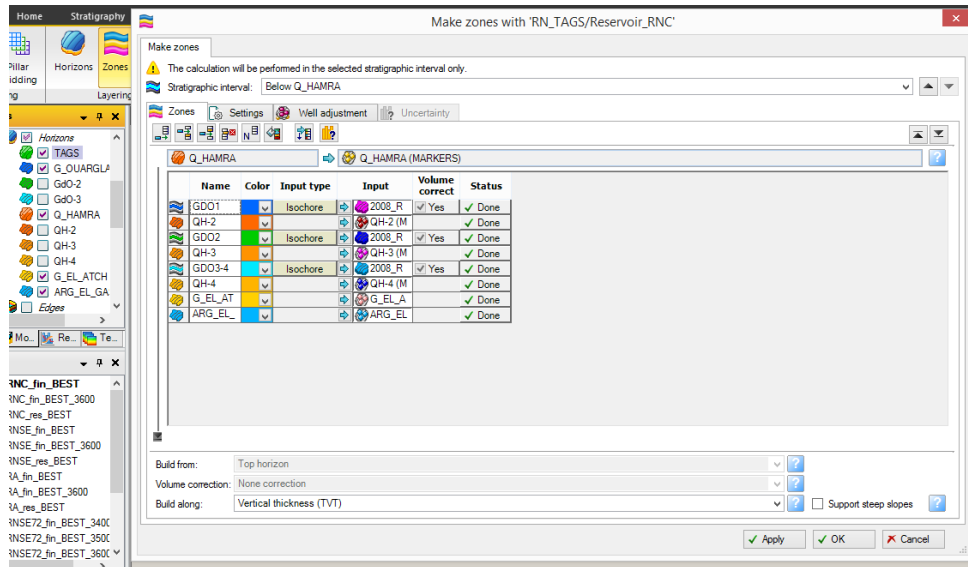 Home Stratigraphy
Pillar
idding
Horizons
Zones
Layering
Horizons
TAGS
G_OUARGLA
GdO-2
GdO-3
Q_HAMRA
QH-2
QH-3
QH-4
G_EL_ATCH
ARG_EL_GA
Edges
Mo... Re... Te...
RNC_fin_BEST
RNC_fin_BEST_3600
RNC_res_BEST
RNSE_fin_BEST
RNSE_fin_BEST_3600
RNSE_res_BEST
RA_fin_BEST
RA_fin_BEST_3600
RA_res_BEST
RNSE72_fin_BEST_340(
RNSE72_fin_BEST_350(
RNSE72_fin_BEST_360(
Make zones with 'RN_TAGS/Reservoir_RNC'
Make zones
The calculation will be performed in the selected stratigraphic interval only.
Stratigraphic interval: Below Q_HAMRA
Zones Settings Well adjustment Uncertainty
Q_HAMRA Q_HAMRA (MARKERS)
Name Color Input type Input Volume correct Status
GDO1 Isochore 2008_R Yes Done
QH-2 QH-2 (M Done
GDO2 Isochore 2008_R Yes Done
QH-3 QH-3 (M Done
GDO3-4 Isochore 2008_R Yes Done
QH-4 QH-4 (M Done
G_EL_AT G_EL_A Done
ARG_EL_ ARG_EL Done
Build from: Top horizon
Volume correction: None correction
Build along: Vertical thickness (TVT) Support steep slopes
Apply OK Cancel